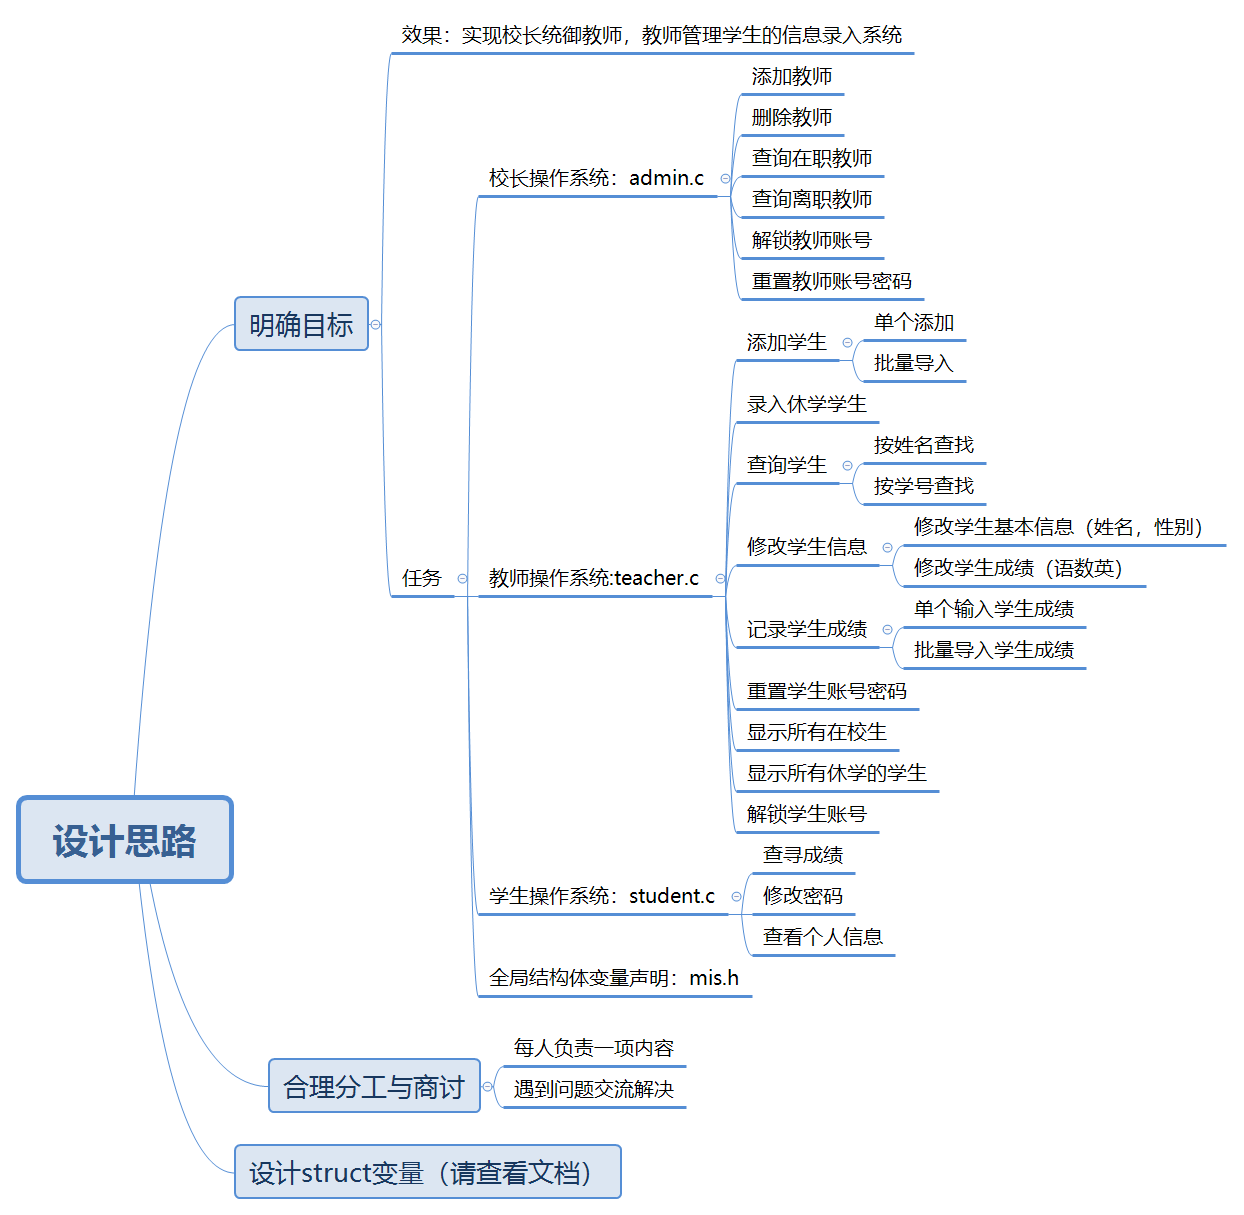 效果：实现校长统御教师，教师管理学生的信息录入系统
添加教师
删除教师
查询在职教师
校长操作系统：admin.c
查询离职教师
解锁教师账号
重置教师账号密码
明确目标
单个添加
添加学生
批量导入
录入休学学生
按姓名查找
查询学生
按学号查找
修改学生基本信息（姓名，性别）
修改学生信息
修改学生成绩（语数英）
任务
教师操作系统:teacher.c
单个输入学生成绩
记录学生成绩
批量导入学生成绩
重置学生账号密码
显示所有在校生
显示所有休学的学生
解锁学生账号
设计思路
查寻成绩
学生操作系统：student.c
修改密码
查看个人信息
全局结构体变量声明：mis.h
每人负责一项内容
合理分工与商讨
遇到问题交流解决
设计struct变量（请查看文档）